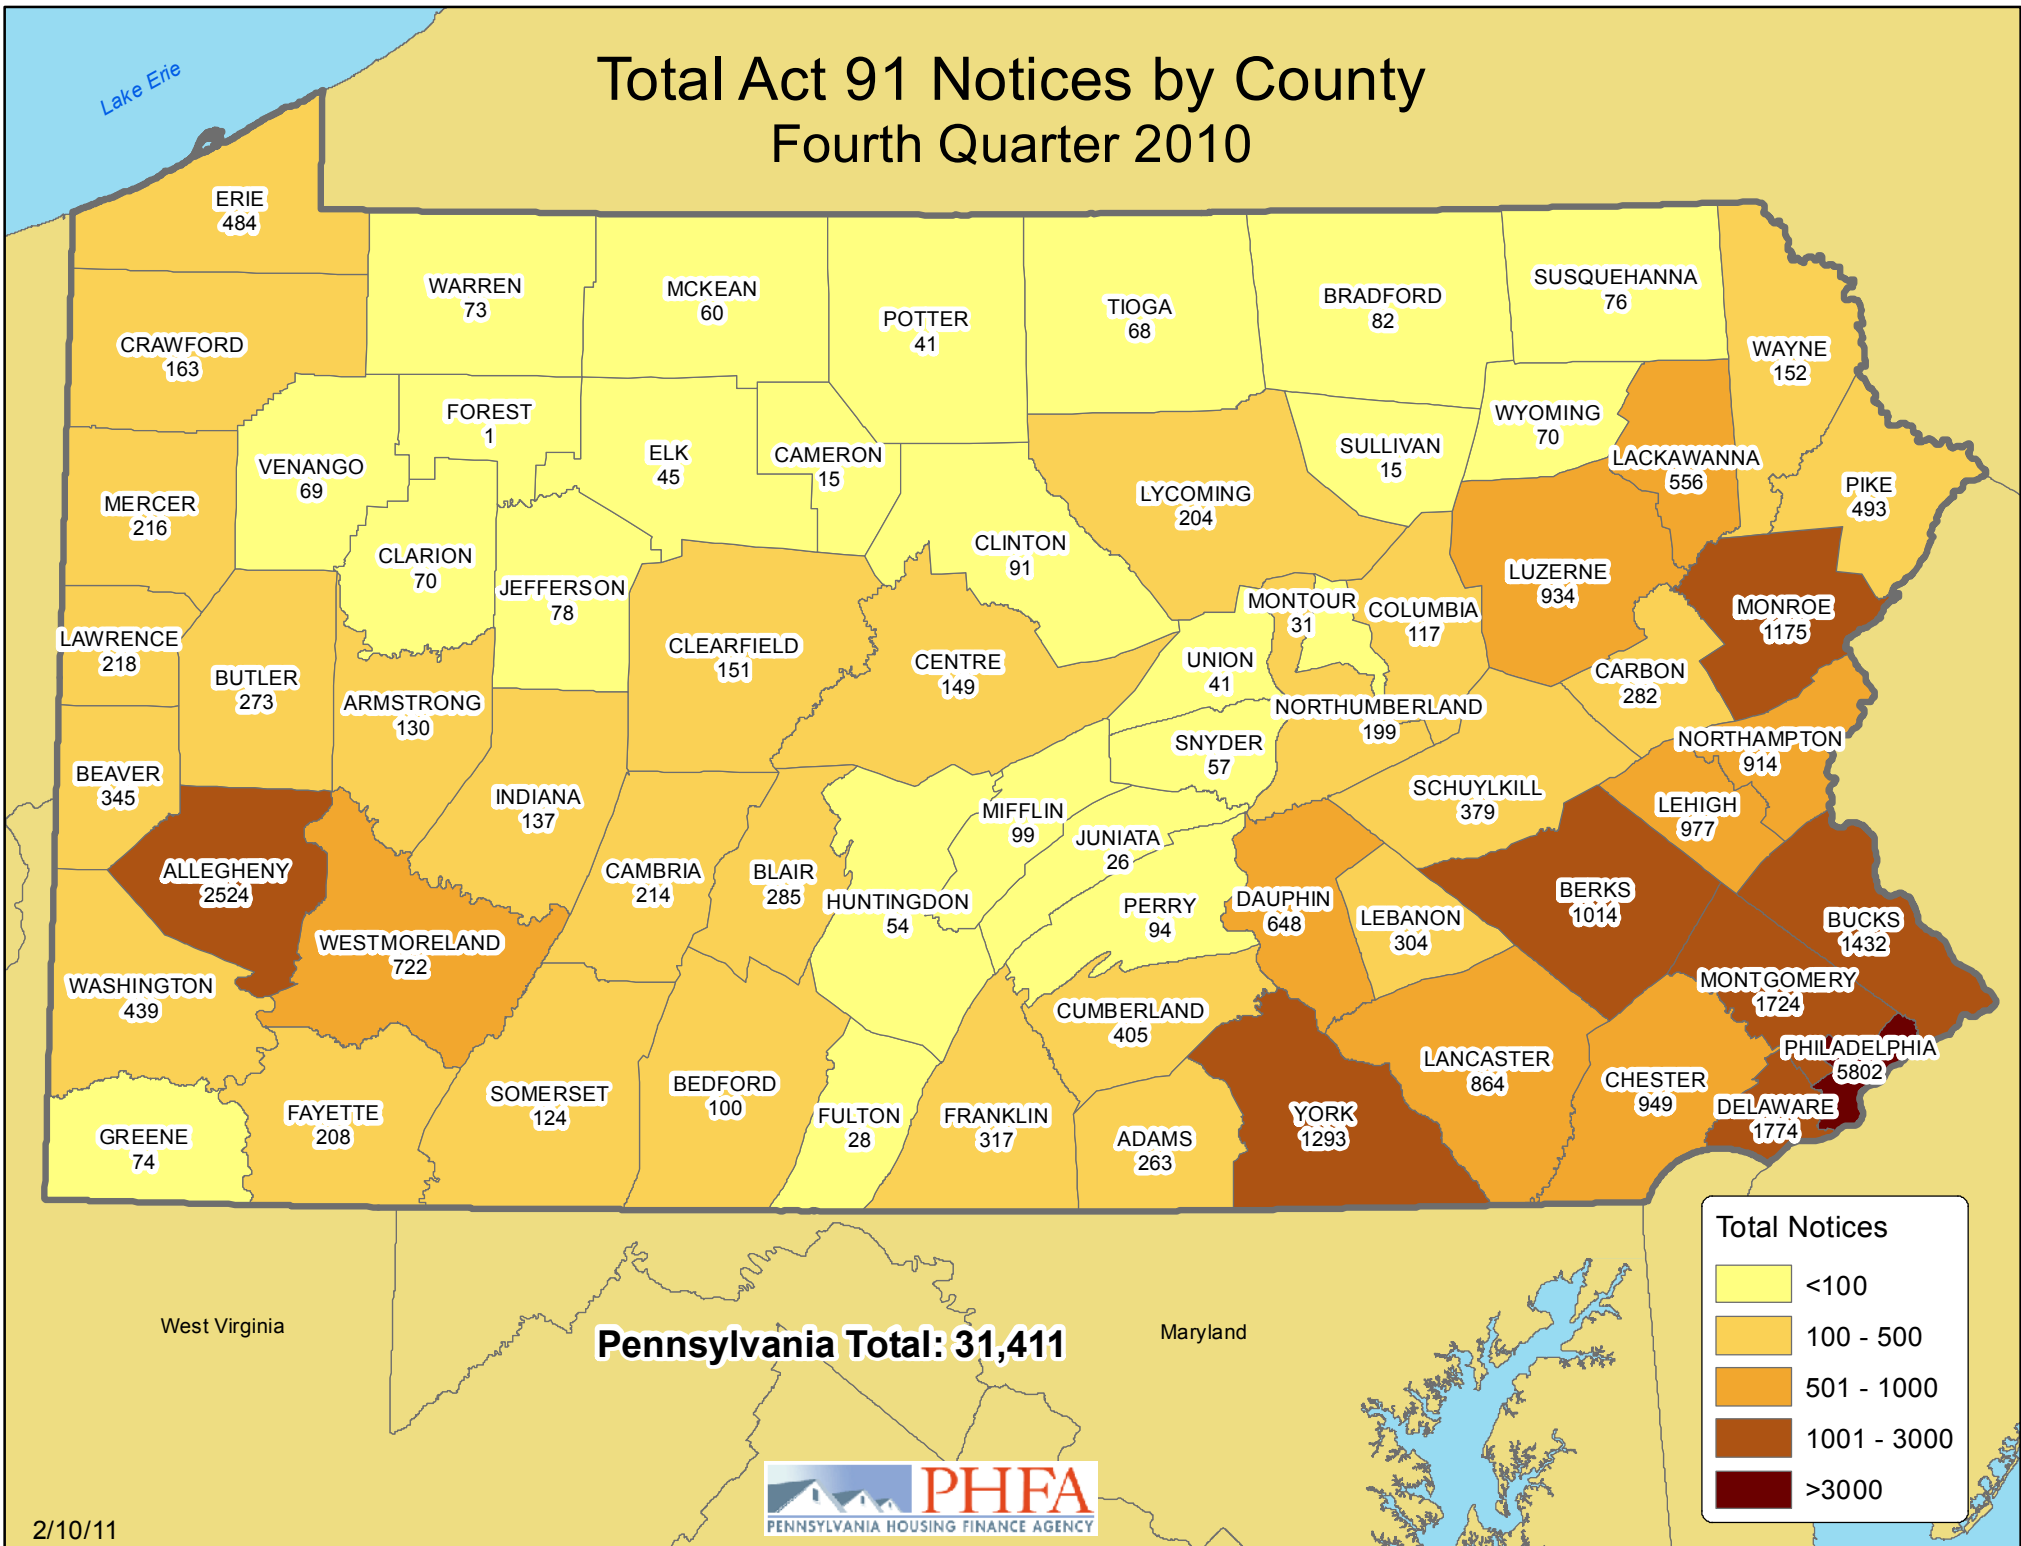 Total Act 91 Notices by County
Fourth Quarter 2010
Lake Erie
ERIE
484
WARREN
73
MCKEAN
60
POTTER
41
TIOGA
68
BRADFORD
82
SUSQUEHANNA
76
WAYNE
152
CRAWFORD
163
FOREST
1
VENANGO
69
ELK
45
CAMERON
15
SULLIVAN
15
WYOMING
70
LACKAWANNA
556
PIKE
493
MERCER
216
LYCOMING
204
CLARION
70
JEFFERSON
78
CLINTON
91
LUZERNE
934
MONROE
1175
MONTOUR
31
COLUMBIA
117
LAWRENCE
218
BUTLER
273
ARMSTRONG
130
CLEARFIELD
151
CENTRE
149
UNION
41
CARBON
282
NORTHUMBERLAND
199
SNYDER
57
NORTHAMPTON
914
BEAVER
345
INDIANA
137
MIFFLIN
99
JUNIATA
26
SCHUYLKILL
379
LEHIGH
977
ALLEGHENY
2524
CAMBRIA
214
BLAIR
285
HUNTINGDON
54
PERRY
94
DAUPHIN
648
LEBANON
304
BERKS
1014
BUCKS
1432
WESTMORELAND
722
WASHINGTON
439
CUMBERLAND
405
MONTGOMERY
1724
PHILADELPHIA
5802
LANCASTER
864
CHESTER
949
DELAWARE
1774
GREENE
74
FAYETTE
208
SOMERSET
124
BEDFORD
100
FULTON
28
FRANKLIN
317
ADAMS
263
YORK
1293
Total Notices
<100
100 - 500
501 - 1000
1001 - 3000
>3000
West Virginia
Maryland
Pennsylvania Total: 31,411
PHFA
PENNSYLVANIA HOUSING FINANCE AGENCY
2/10/11